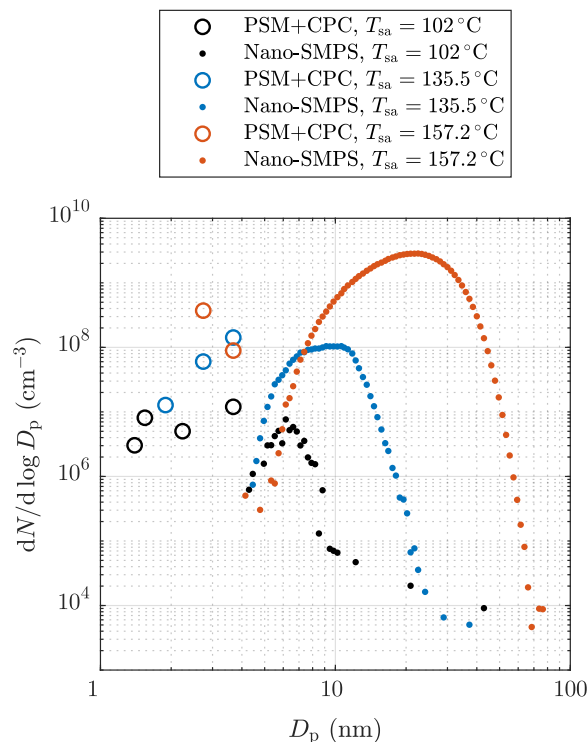 PSM+CPC, T_sa = 102 °C
Nano-SMPS, T_sa = 102 °C
PSM+CPC, T_sa = 135.5 °C
Nano-SMPS, T_sa = 135.5 °C
PSM+CPC, T_sa = 157.2 °C
Nano-SMPS, T_sa = 157.2 °C
10^10
10^8
10^6
10^4
dN/d log D_p (cm^−3)
1 10 100
D_p (nm)